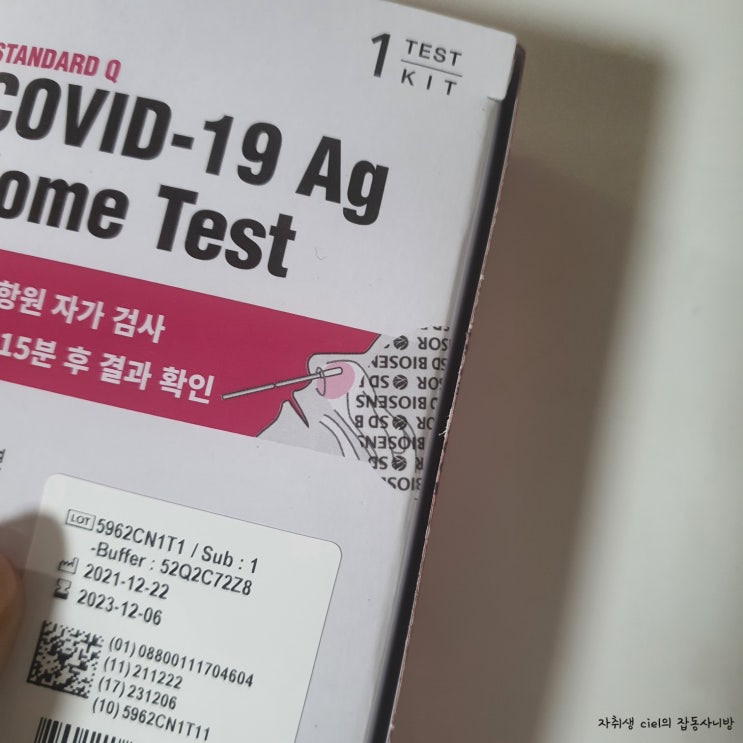 STANDARD Q
COVID-19 Ag
Home Test
1 TEST
KIT
항원 자가 검사
15분 후 결과 확인
SD BIOSENSOR
LOT 5962CN1T1 / Sub : 1
-Buffer : 52Q2C72Z8
2021-12-22
2023-12-06
(01)08800111704604
(11)211222
(17)231206
(10)5962CN1T11
자취생 ciel의 잡동사니방